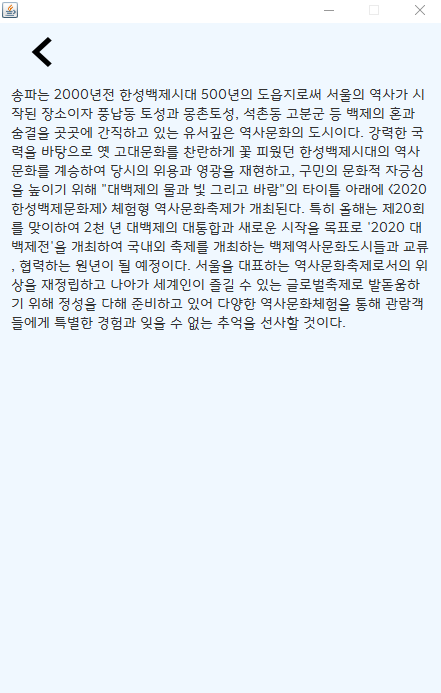 송파는 2000년전 한성백제시대 500년의 도읍지로써 서울의 역사가 시
작된 장소이자 풍납동 토성과 몽촌토성, 석촌동 고분군 등 백제의 혼과
숨결을 곳곳에 간직하고 있는 유서깊은 역사문화의 도시이다. 강력한 국
력을 바탕으로 옛 고대문화를 찬란하게 꽃 피웠던 한성백제시대의 역사
문화를 계승하여 당시의 위용과 영광을 재현하고, 구민의 문화적 자긍심
을 높이기 위해 "대백제의 물과 빛 그리고 바람"의 타이틀 아래에 <2020
한성백제문화제> 체험형 역사문화축제가 개최된다. 특히 올해는 제20회
를 맞이하여 2천 년 대백제의 대통합과 새로운 시작을 목표로 '2020 대
백제전'을 개최하여 국내외 축제를 개최하는 백제역사문화도시들과 교류
, 협력하는 원년이 될 예정이다. 서울을 대표하는 역사문화축제로서의 위
상을 재정립하고 나아가 세계인이 즐길 수 있는 글로벌축제로 발돋움하
기 위해 정성을 다해 준비하고 있어 다양한 역사문화체험을 통해 관람객
들에게 특별한 경험과 잊을 수 없는 추억을 선사할 것이다.